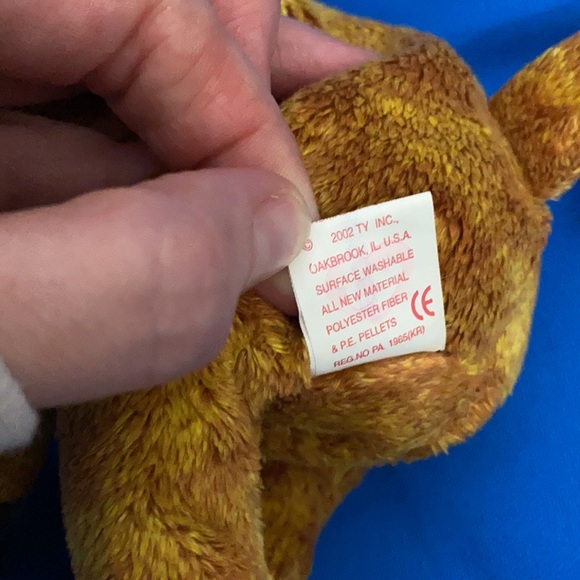 © 2002 TY INC.,
OAKBROOK, IL. U.S.A.
SURFACE WASHABLE
ALL NEW MATERIAL
POLYESTER FIBER
& P.E. PELLETS CE
REG.NO PA. 1965(KR)